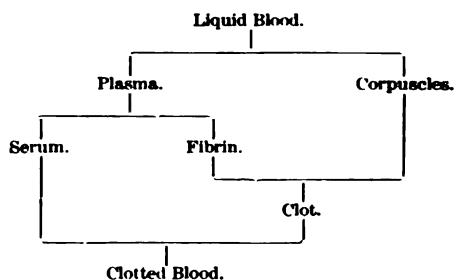 Liquid Blood.
Plasma. Corpuscles.
Serum. Fibrin.
Clot.
Clotted Blood.